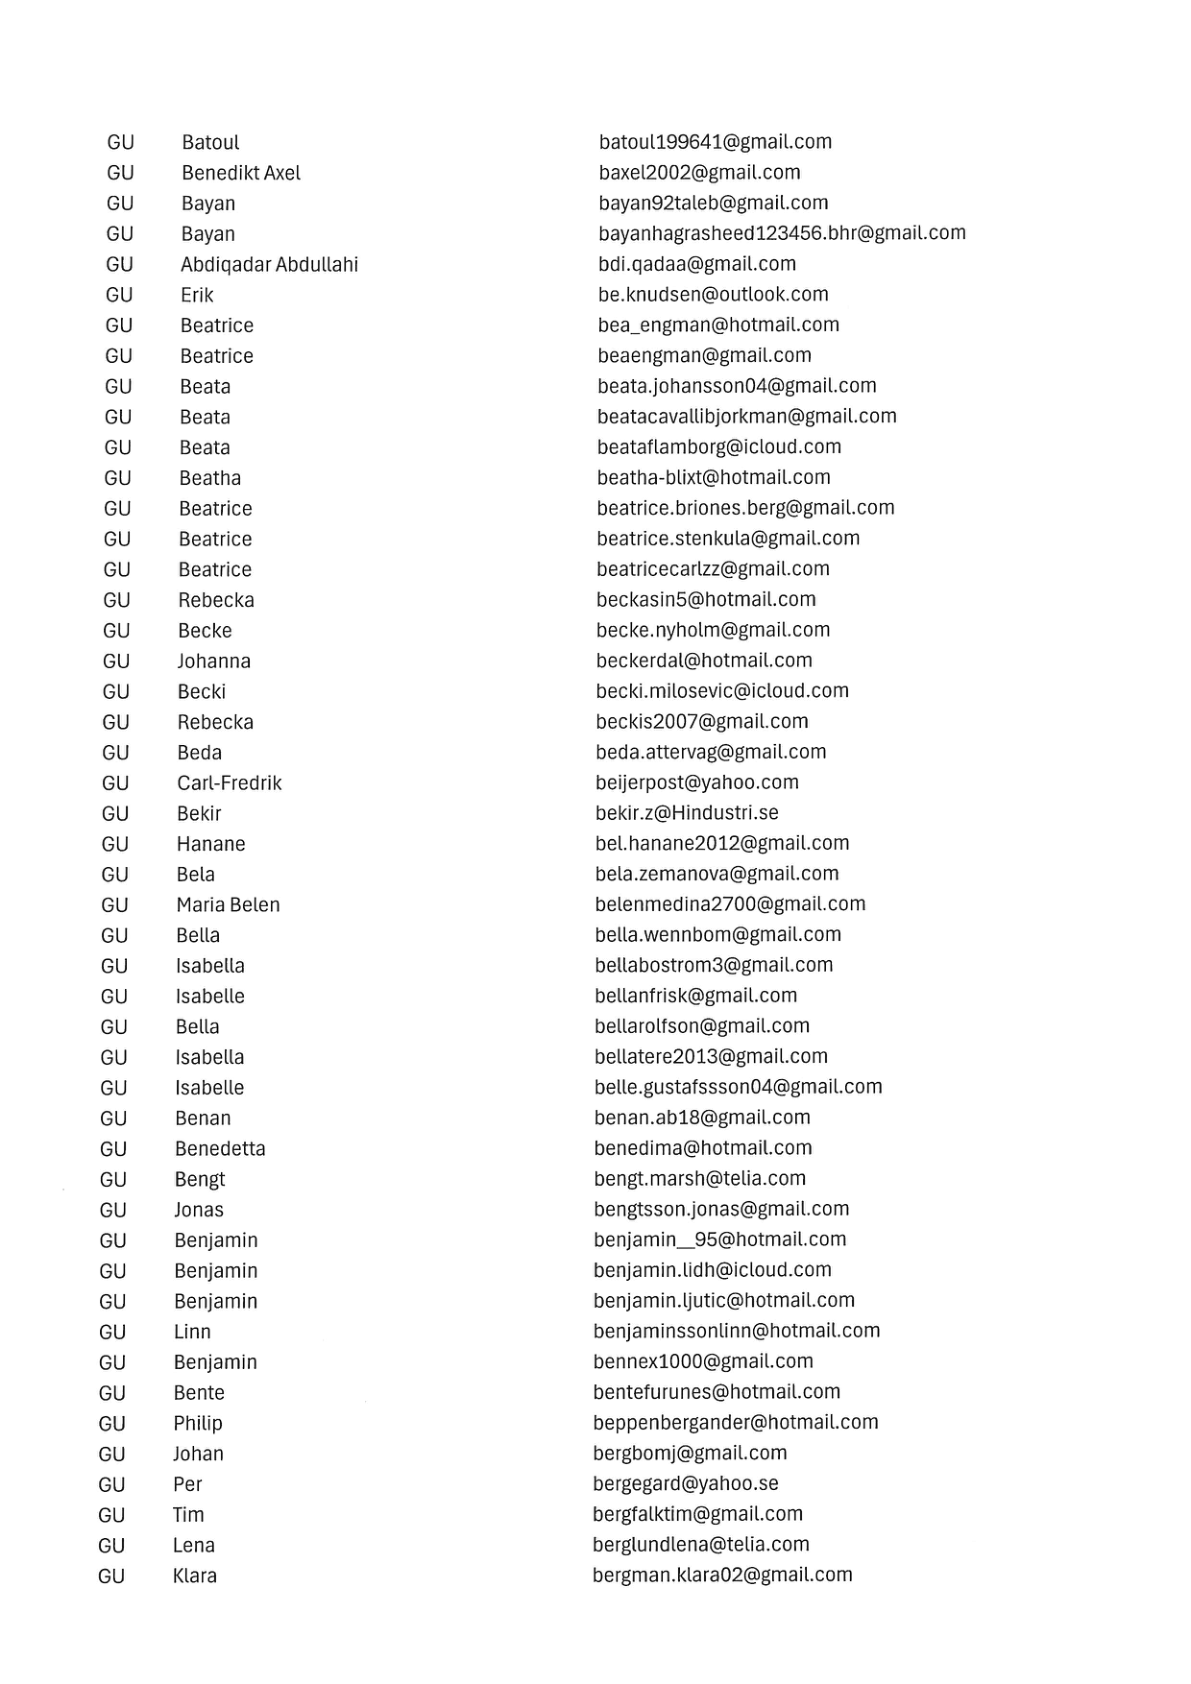 GU Batoul batoul199641@gmail.com
GU Benedikt Axel baxel2002@gmail.com
GU Bayan bayan92taleb@gmail.com
GU Bayan bayanhagrasheed123456.bhr@gmail.com
GU Abdiqadar Abdullahi bdi.qadaa@gmail.com
GU Erik be.knudsen@outlook.com
GU Beatrice bea_engman@hotmail.com
GU Beatrice beaengman@gmail.com
GU Beata beata.johansson04@gmail.com
GU Beata beatacavallibjorkman@gmail.com
GU Beata beataflamborg@icloud.com
GU Beatha beatha-blixt@hotmail.com
GU Beatrice beatrice.briones.berg@gmail.com
GU Beatrice beatrice.stenkula@gmail.com
GU Beatrice beatricecarlzz@gmail.com
GU Rebecka beckasin5@hotmail.com
GU Becke becke.nyholm@gmail.com
GU Johanna beckerdal@hotmail.com
GU Becki becki.milosevic@icloud.com
GU Rebecka beckis2007@gmail.com
GU Beda beda.attervag@gmail.com
GU Carl-Fredrik beijerpost@yahoo.com
GU Bekir bekir.z@Hindustri.se
GU Hanane bel.hanane2012@gmail.com
GU Bela bela.zemanova@gmail.com
GU Maria Belen belenmedina2700@gmail.com
GU Bella bella.wennbom@gmail.com
GU Isabella bellabostrom3@gmail.com
GU Isabelle bellanfrisk@gmail.com
GU Bella bellarolfson@gmail.com
GU Isabella bellatere2013@gmail.com
GU Isabelle belle.gustafssson04@gmail.com
GU Benan benan.ab18@gmail.com
GU Benedetta benedima@hotmail.com
GU Bengt bengt.marsh@telia.com
GU Jonas bengtsson.jonas@gmail.com
GU Benjamin benjamin__95@hotmail.com
GU Benjamin benjamin.lidh@icloud.com
GU Benjamin benjamin.ljutic@hotmail.com
GU Linn benjaminssonlinn@hotmail.com
GU Benjamin bennex1000@gmail.com
GU Bente bentefurunes@hotmail.com
GU Philip beppenbergander@hotmail.com
GU Johan bergbomj@gmail.com
GU Per bergegard@yahoo.se
GU Tim bergfalktim@gmail.com
GU Lena berglundlena@telia.com
GU Klara bergman.klara02@gmail.com